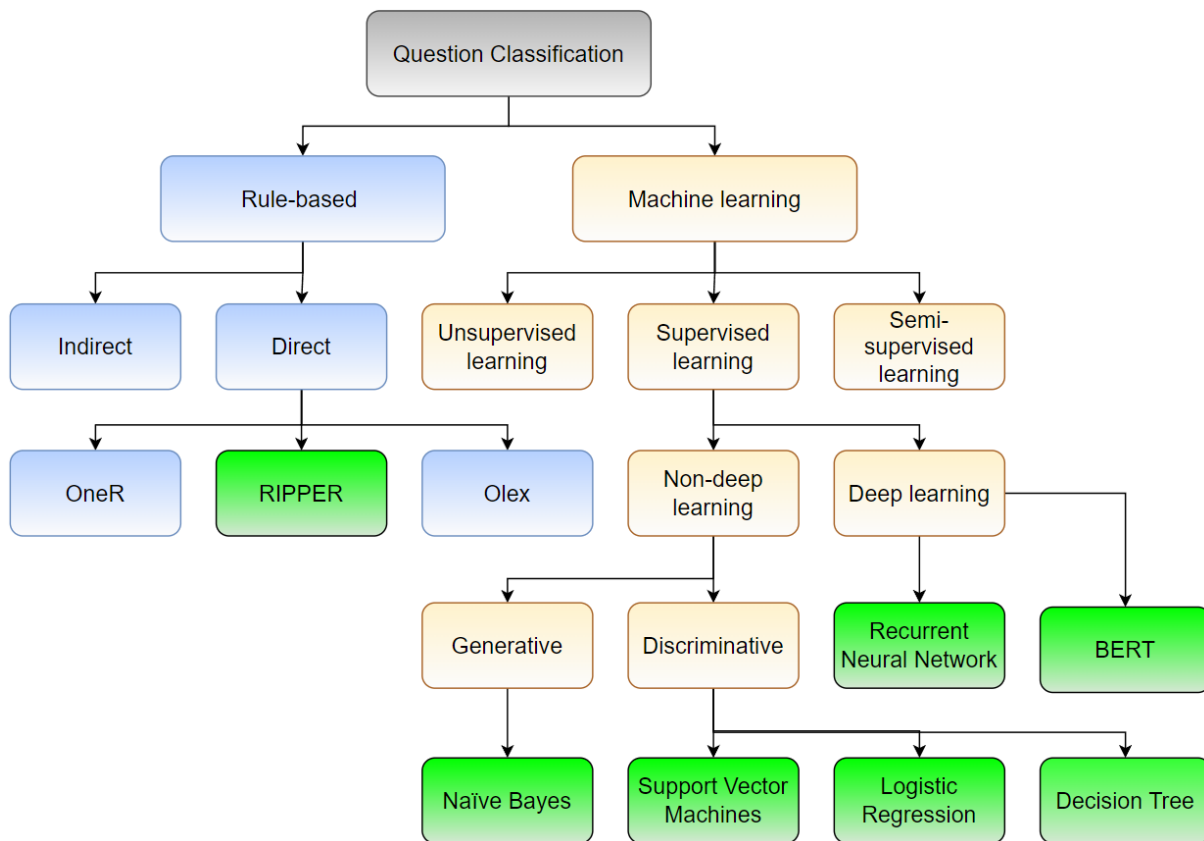 Question Classification
Rule-based
Machine learning
Indirect
Direct
Unsupervised
learning
Supervised
learning
Semi-
supervised
learning
OneR
RIPPER
Olex
Non-deep
learning
Deep learning
Generative
Discriminative
Recurrent
Neural Network
BERT
Naïve Bayes
Support Vector
Machines
Logistic
Regression
Decision Tree